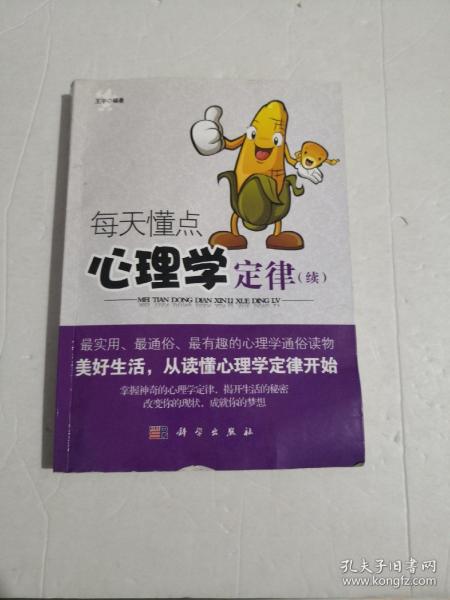 王宇◎编著
每天懂点
心理学定律(续)
MEI TIAN DONG DIAN XIN LI XUE DING LV
最实用、最通俗、最有趣的心理学通俗读物
美好生活，从读懂心理学定律开始
掌握神奇的心理学定律，揭开生活的秘密
改变你的现状，成就你的梦想
科学出版社
孔夫子旧书网
www.kongfz.com